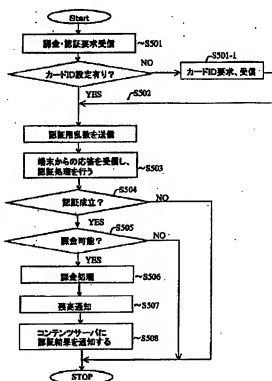 Start
課金・認証要求受信
S501
カードID設定有り?
NO
S501-1
カードID要求、受信
S502
YES
認証用乱数を送信
端末からの応答を受信し、
認証処理を行う
S503
S504
認証成立?
NO
YES
S505
課金可能?
NO
YES
課金処理
S506
残高通知
S507
コンテンツサーバに
認証結果を通知する
S508
STOP